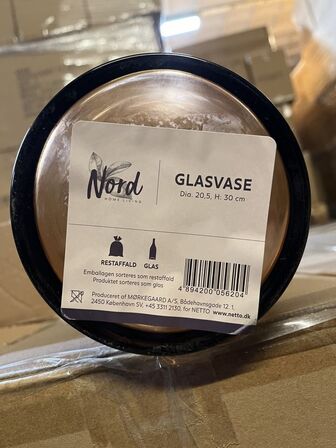 Nord
HOME LIVING
GLASVASE
Dia. 20,5, H: 30 cm
RESTAFFALD GLAS
Emballagen sorteres som restaffald
Produktet sorteres som glas
4 894200 056204
Produceret af MØRKEGAARD A/S, Bådehavnsgade 12 1.
2450 København SV, +45 3311 2130, for NETTO
www.netto.dk